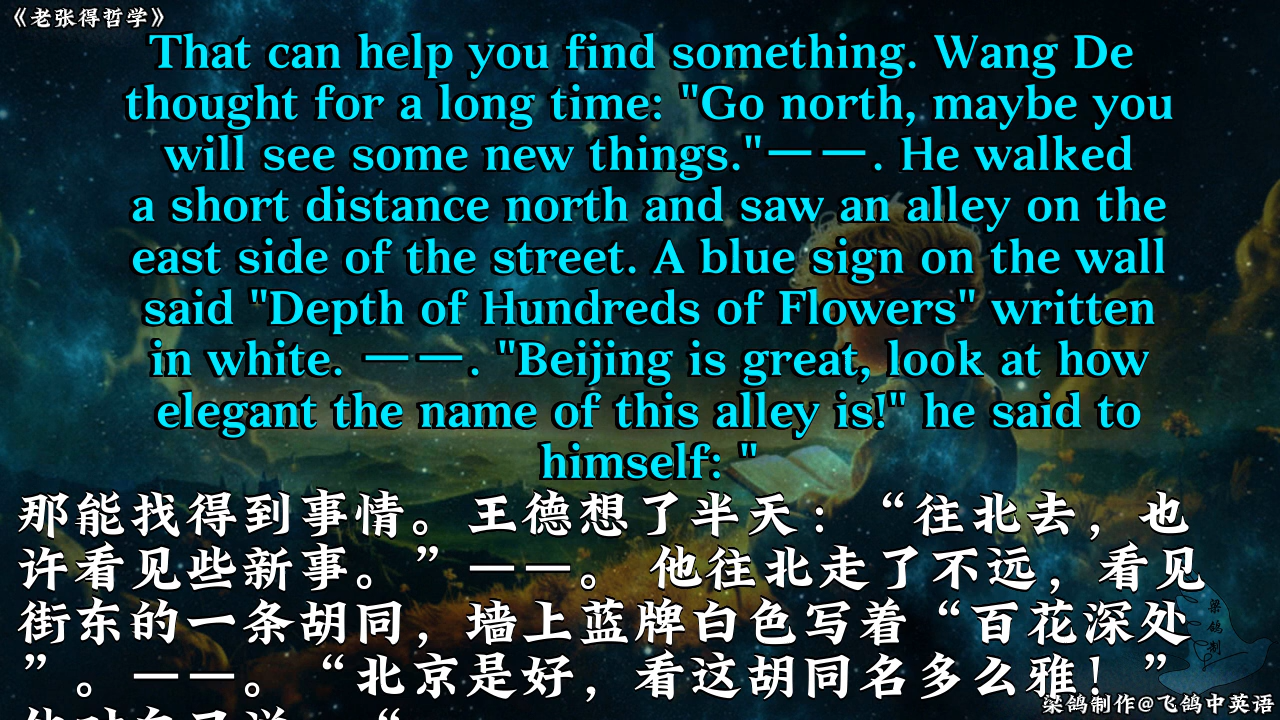 《老张得哲学》
That can help you find something. Wang De
thought for a long time: "Go north, maybe you
will see some new things."——. He walked
a short distance north and saw an alley on the
east side of the street. A blue sign on the wall
said "Depth of Hundreds of Flowers" written
in white. ——. "Beijing is great, look at how
elegant the name of this alley is!" he said to
himself: "
那能找得到事情。王德想了半天：“往北去，也
许看见些新事。”——。 他往北走了不远，看见
街东的一条胡同，墙上蓝牌白色写着“百花深处
”。——。“北京是好，看这胡同名多么雅！”
梁鸽制
梁鸽制作@飞鸽中英语